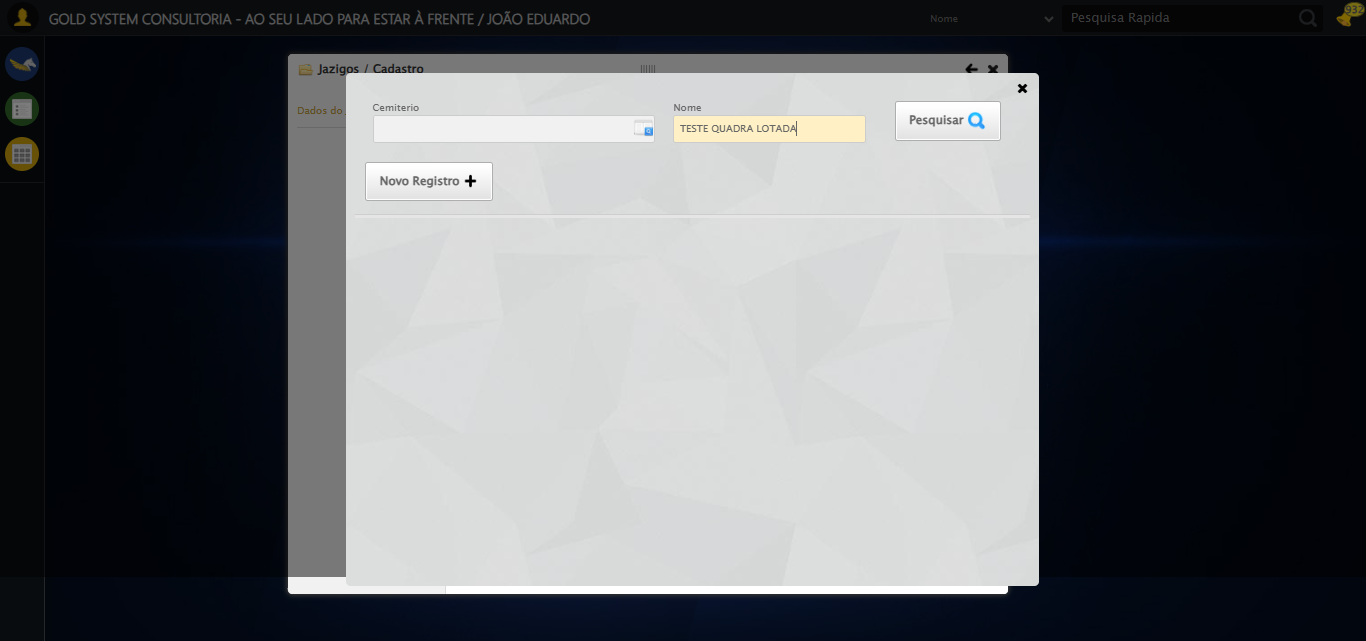 GOLD SYSTEM CONSULTORIA - AO SEU LADO PARA ESTAR À FRENTE / JOÃO EDUARDO
Nome
Pesquisa Rapida
932
Jazigos / Cadastro
Dados do
Cemiterio
Nome
TESTE QUADRA LOTADA
Pesquisar
Novo Registro